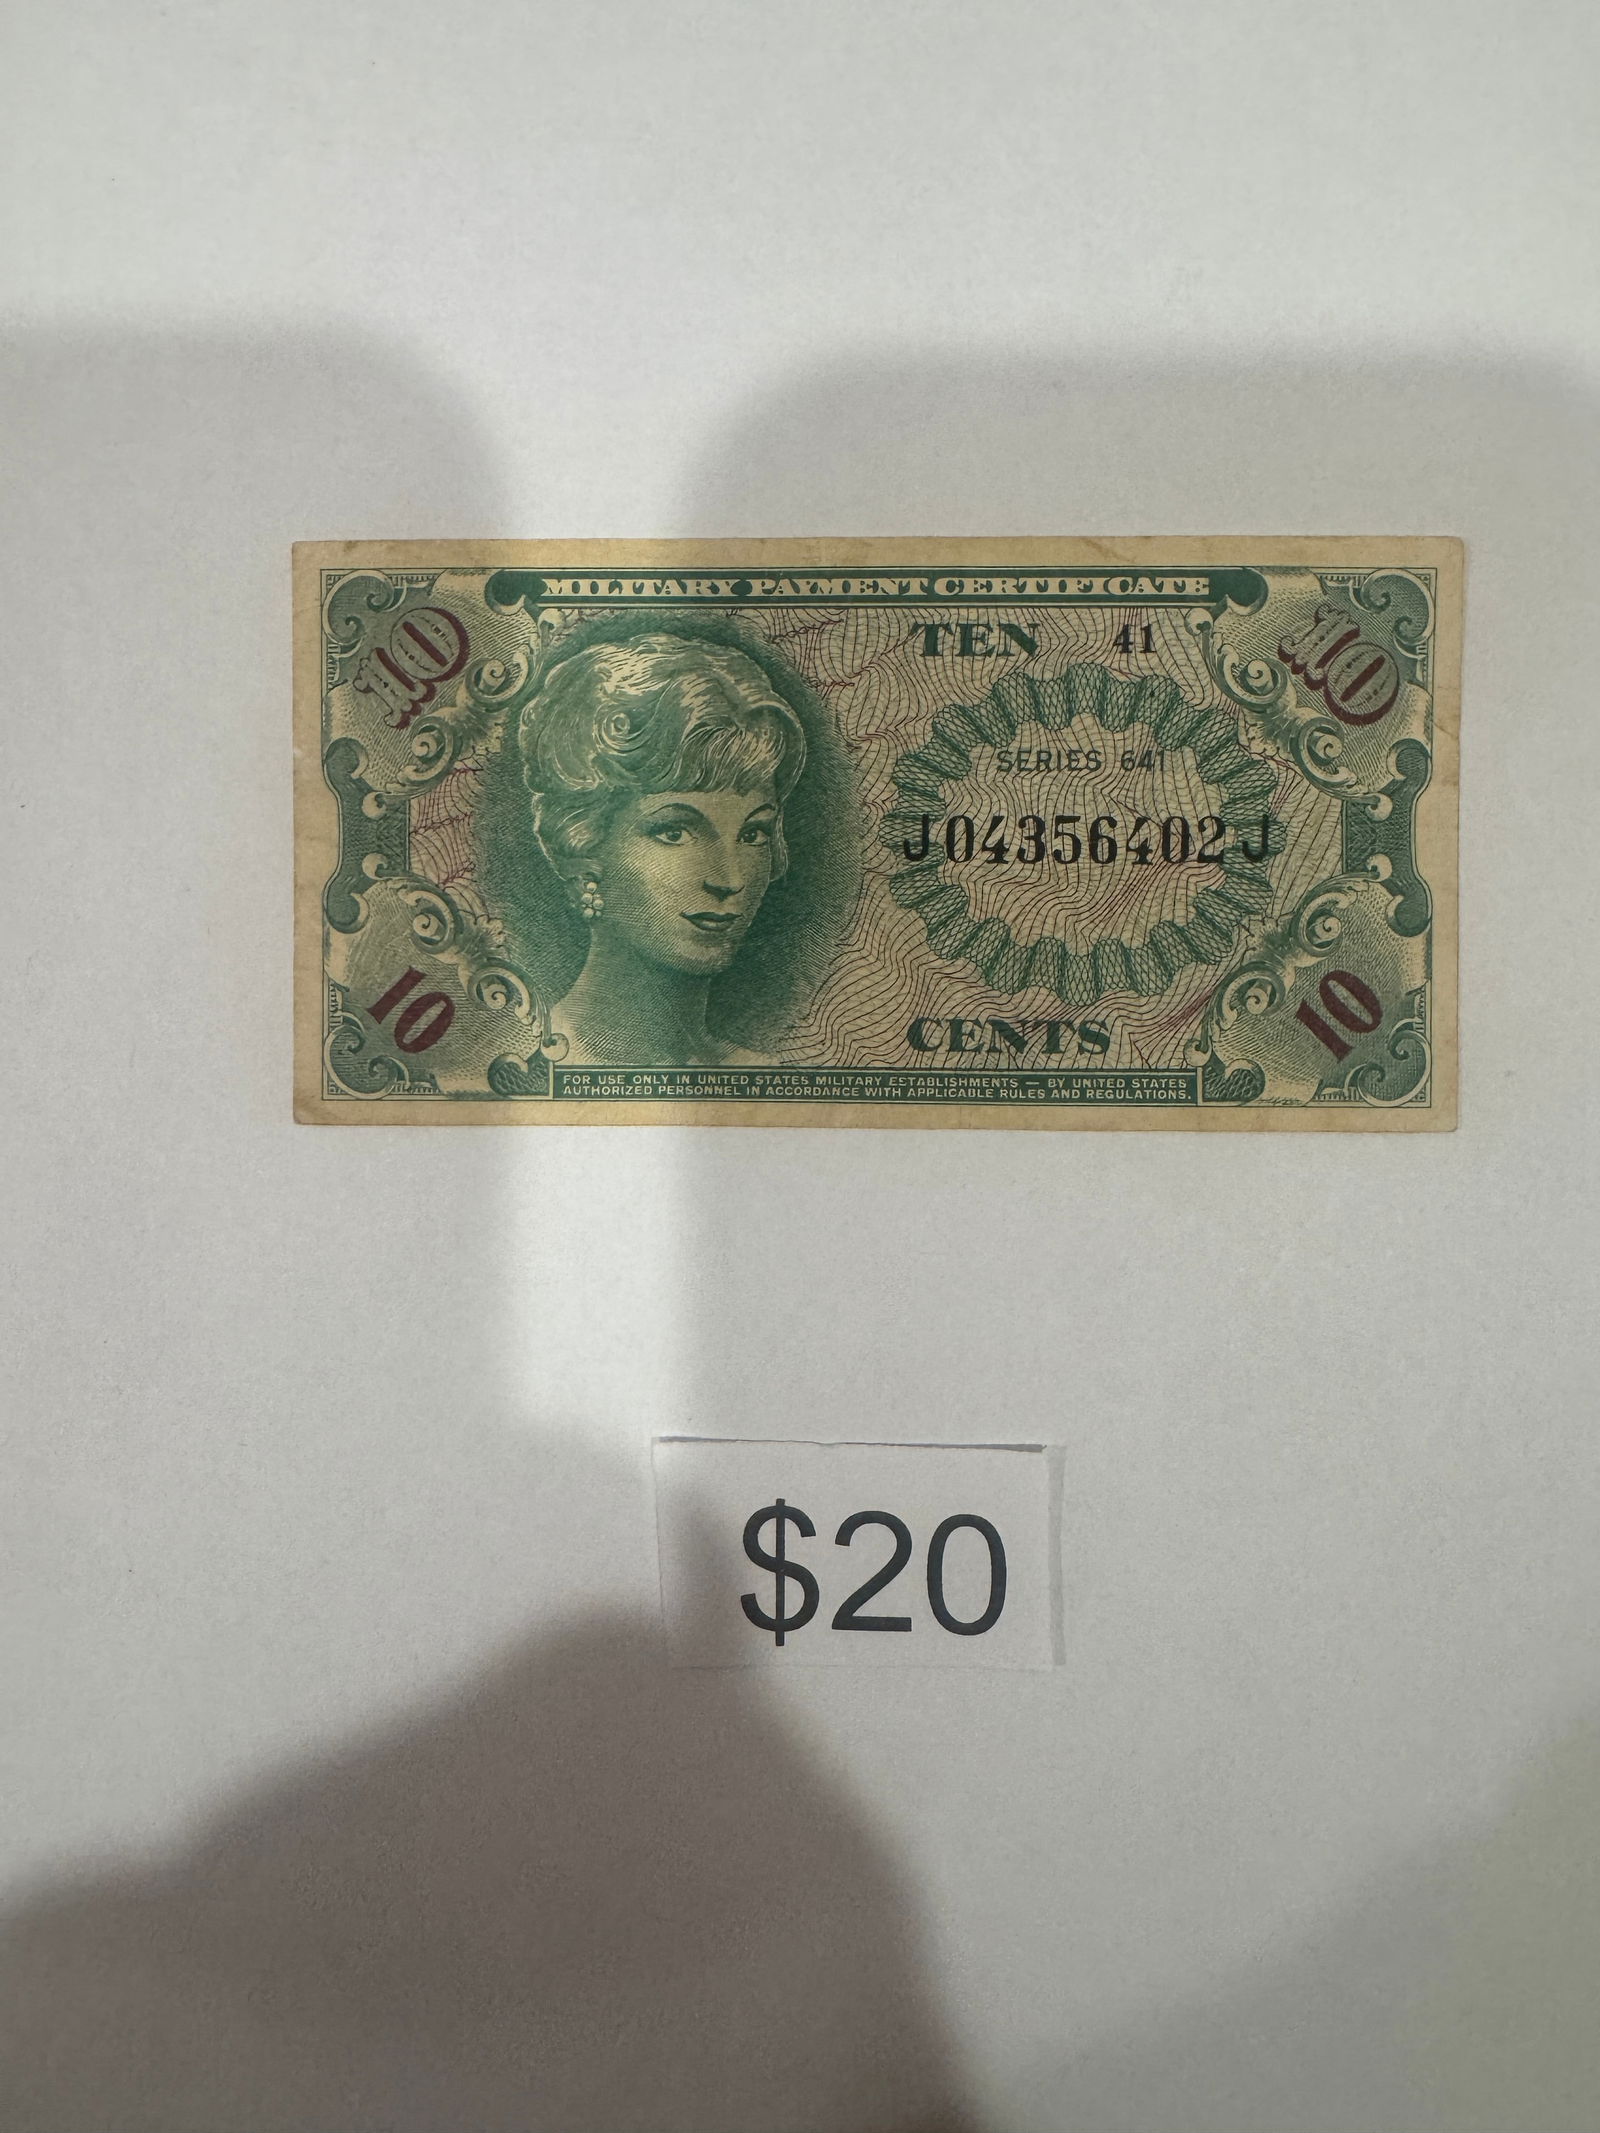 MILITARY PAYMENT CERTIFICATE
10
TEN 41
10
SERIES 641
J04356402J
10
CENTS
10
FOR USE ONLY IN UNITED STATES MILITARY ESTABLISHMENTS — BY UNITED STATES
AUTHORIZED PERSONNEL IN ACCORDANCE WITH APPLICABLE RULES AND REGULATIONS.
$20